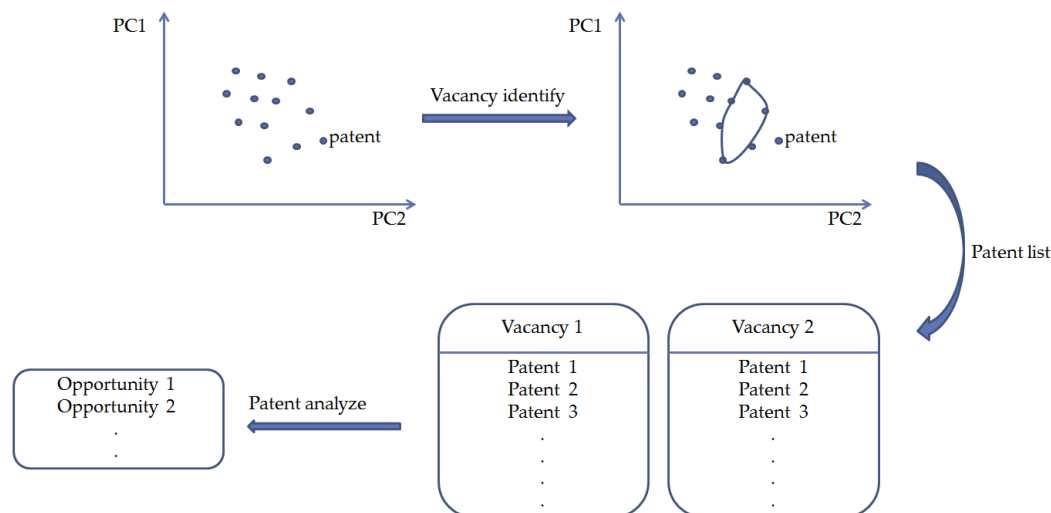 PC1
patent
PC2
Vacancy identify
PC1
patent
PC2
Patent list
Vacancy 1
Patent 1
Patent 2
Patent 3
.
.
.
.
Vacancy 2
Patent 1
Patent 2
Patent 3
.
.
.
.
Patent analyze
Opportunity 1
Opportunity 2
.
.